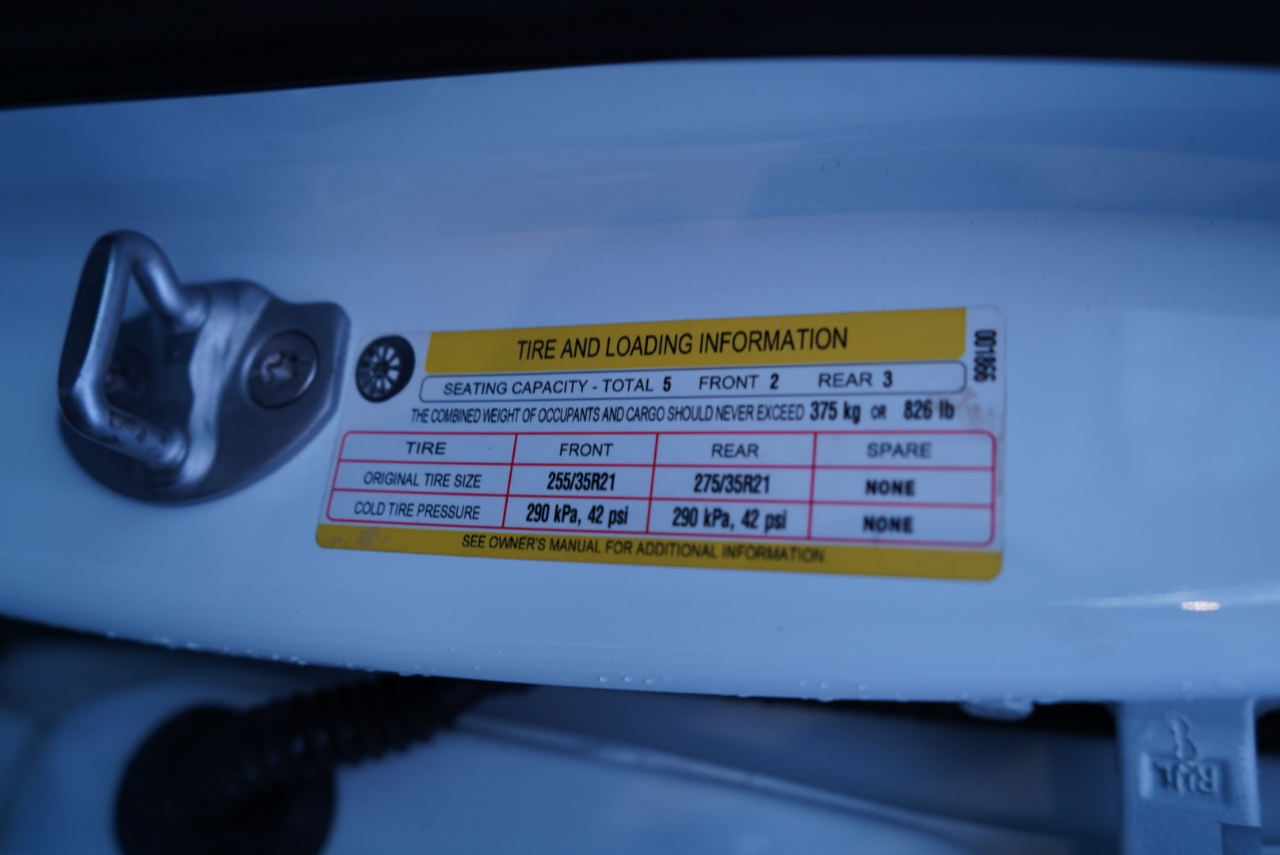 TIRE AND LOADING INFORMATION
SEATING CAPACITY - TOTAL 5 FRONT 2 REAR 3
THE COMBINED WEIGHT OF OCCUPANTS AND CARGO SHOULD NEVER EXCEED 375 kg OR 826 lb
TIRE FRONT REAR SPARE
ORIGINAL TIRE SIZE 255/35R21 275/35R21 NONE
COLD TIRE PRESSURE 290 kPa, 42 psi 290 kPa, 42 psi NONE
SEE OWNER'S MANUAL FOR ADDITIONAL INFORMATION.